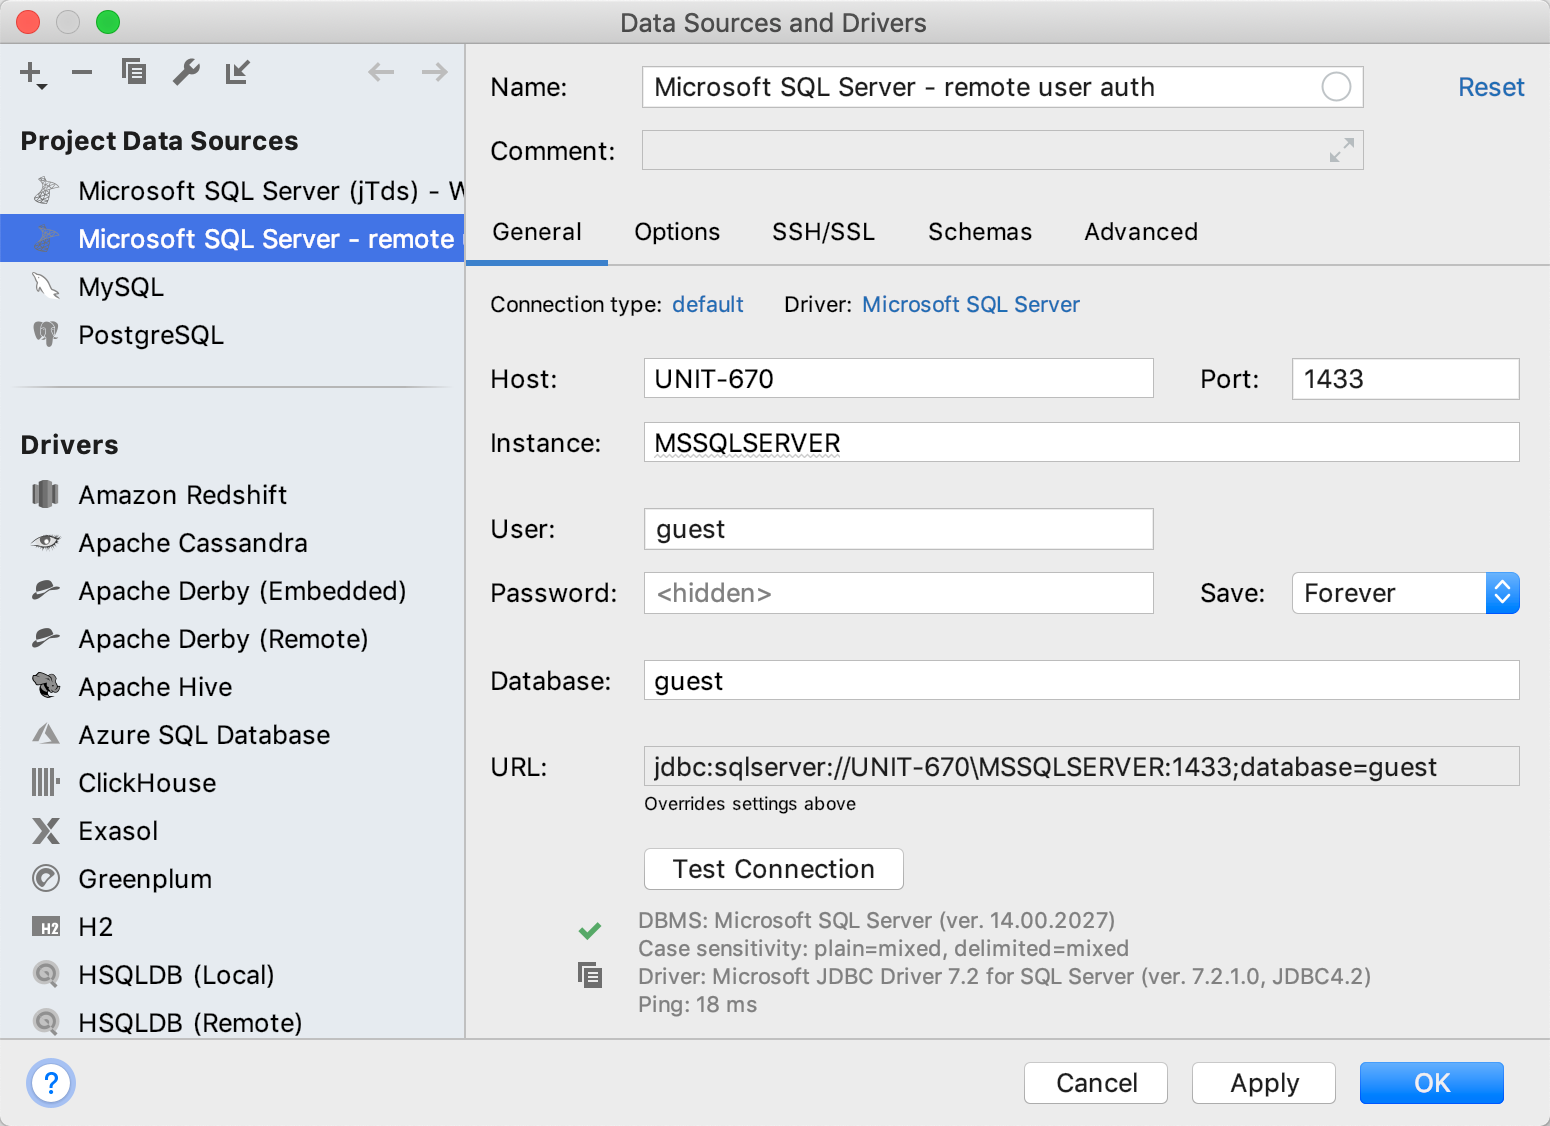 Data Sources and Drivers
Project Data Sources
Microsoft SQL Server (jTds) - W
Microsoft SQL Server - remote
MySQL
PostgreSQL
Drivers
Amazon Redshift
Apache Cassandra
Apache Derby (Embedded)
Apache Derby (Remote)
Apache Hive
Azure SQL Database
ClickHouse
Exasol
Greenplum
H2 H2
HSQLDB (Local)
HSQLDB (Remote)
Name: Microsoft SQL Server - remote user auth Reset
Comment:
General Options SSH/SSL Schemas Advanced
Connection type: default Driver: Microsoft SQL Server
Host: UNIT-670 Port: 1433
Instance: MSSQLSERVER
User: guest
Password: <hidden> Save: Forever
Database: guest
URL: jdbc:sqlserver://UNIT-670\MSSQLSERVER:1433;database=guest
Overrides settings above
Test Connection
DBMS: Microsoft SQL Server (ver. 14.00.2027)
Case sensitivity: plain=mixed, delimited=mixed
Driver: Microsoft JDBC Driver 7.2 for SQL Server (ver. 7.2.1.0, JDBC4.2)
Ping: 18 ms
? Cancel Apply OK